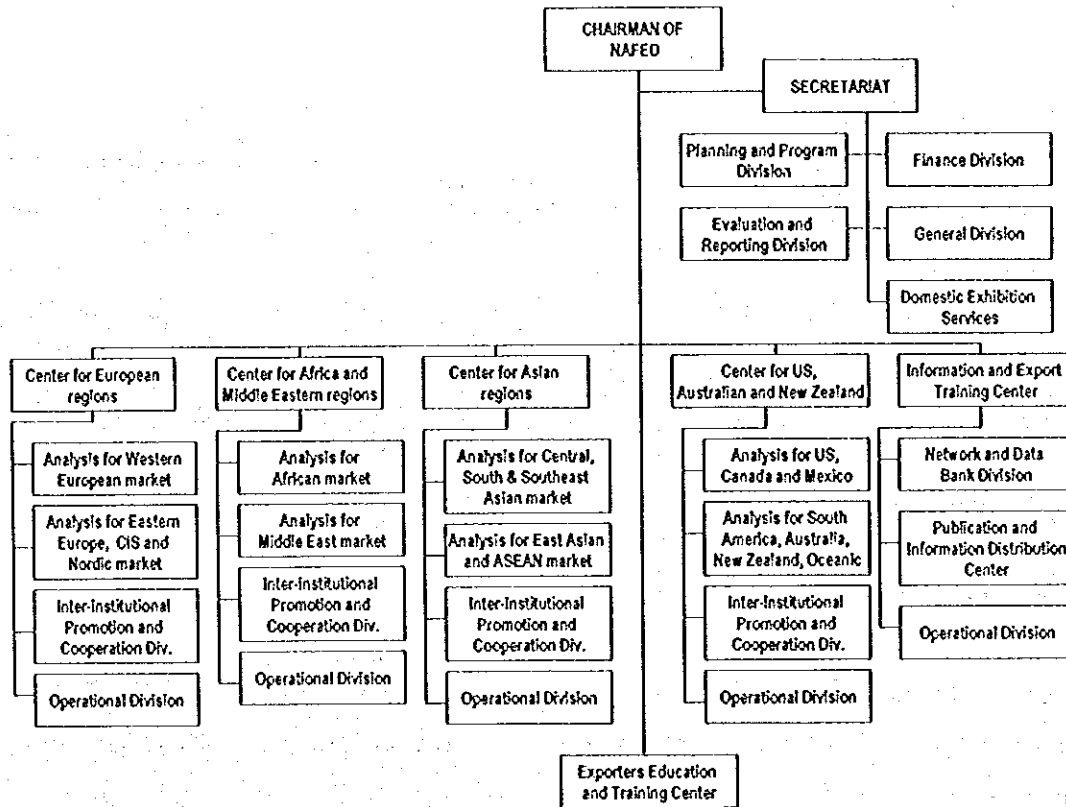 CHAIRMAN OF
NAFED
SECRETARIAT
Planning and Program
Division
Finance Division
Evaluation and
Reporting Division
General Division
Domestic Exhibition
Services
Center for European
regions
Center for Africa and
Middle Eastern regions
Center for Asian
regions
Center for US,
Australian and New Zealand
Information and Export
Training Center
Analysis for Western
European market
Analysis for Eastern
Europe, CIS and
Nordic market
Inter-Institutional
Promotion and
Cooperation Div.
Operational Division
Analysis for
African market
Analysis for
Middle East market
Inter-Institutional
Promotion and
Cooperation Div.
Operational Division
Analysis for Central,
South & Southeast
Asian market
Analysis for East Asian
and ASEAN market
Inter-Institutional
Promotion and
Cooperation Div.
Operational Division
Analysis for US,
Canada and Mexico
Analysis for South
America, Australia,
New Zealand, Oceanic
Inter-Institutional
Promotion and
Cooperation Div.
Operational Division
Network and Data
Bank Division
Publication and
Information Distribution
Center
Operational Division
Exporters Education
and Training Center